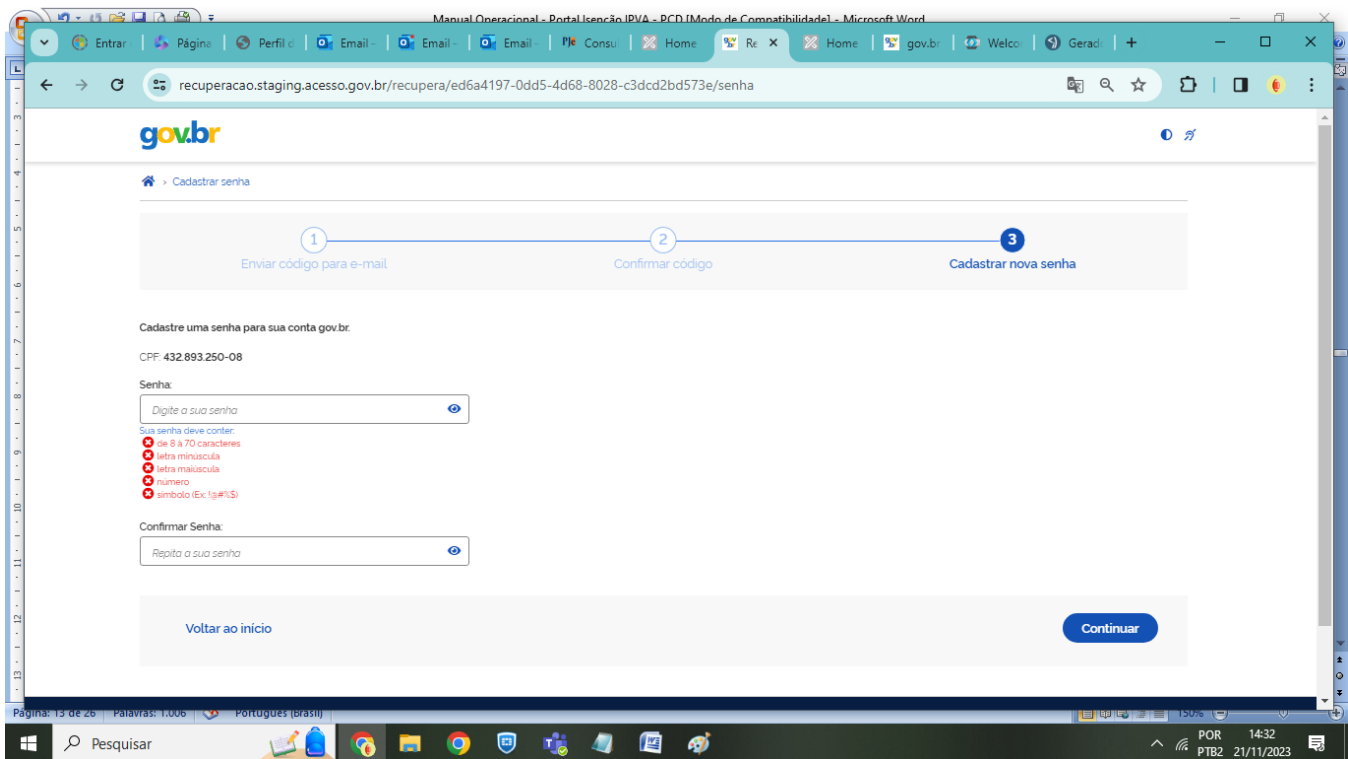 Manual Operacional - Portal Isenção IPVA - PCD [Modo de Compatibilidade] - Microsoft Word
Entrar
Página
Perfil d
Email -
Email -
Email -
Consul
Home
Re
Home
gov.br
Welco
Gerado
recuperacao.staging.acesso.gov.br/recupera/ed6a4197-0dd5-4d68-8028-c3dcd2bd573e/senha
gov.br
Cadastrar senha
1
2
3
Enviar código para e-mail
Confirmar código
Cadastrar nova senha
Cadastre uma senha para sua conta gov.br.
CPF: 432.893.250-08
Senha:
Digite a sua senha
Sua senha deve conter:
de 8 à 70 caracteres
letra minúscula
letra maiúscula
número
símbolo (Ex: !@#%$)
Confirmar Senha:
Repita a sua senha
Voltar ao início
Continuar
Página: 13 de 26
Palavras: 1.006
Português (Brasil)
150%
Pesquisar
POR
PTB2
14:32
21/11/2023